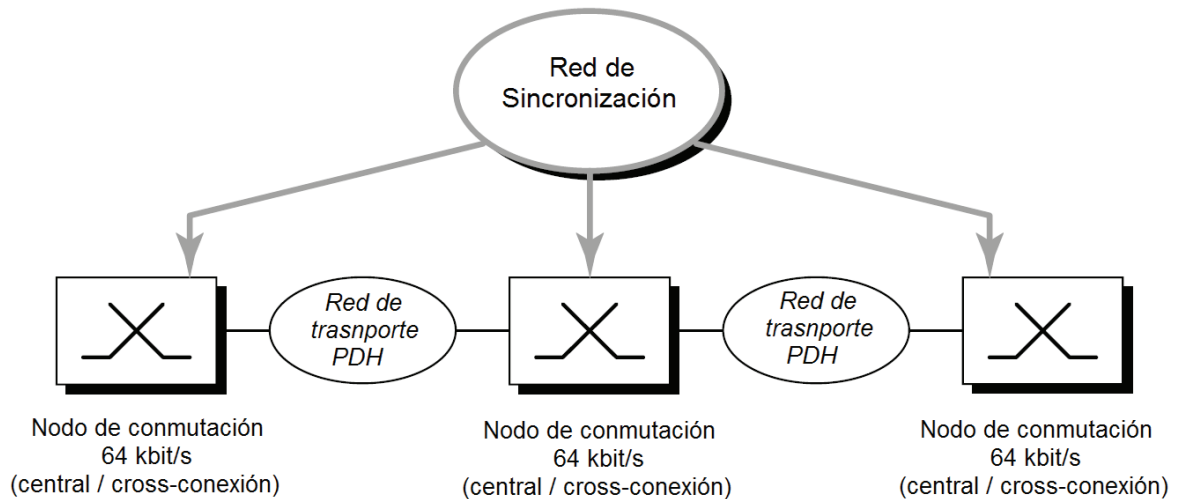 Red de
Sincronización
Red de
trasnporte
PDH
Red de
trasnporte
PDH
Nodo de conmutación
64 kbit/s
(central / cross-conexión)
Nodo de conmutación
64 kbit/s
(central / cross-conexión)
Nodo de conmutación
64 kbit/s
(central / cross-conexión)